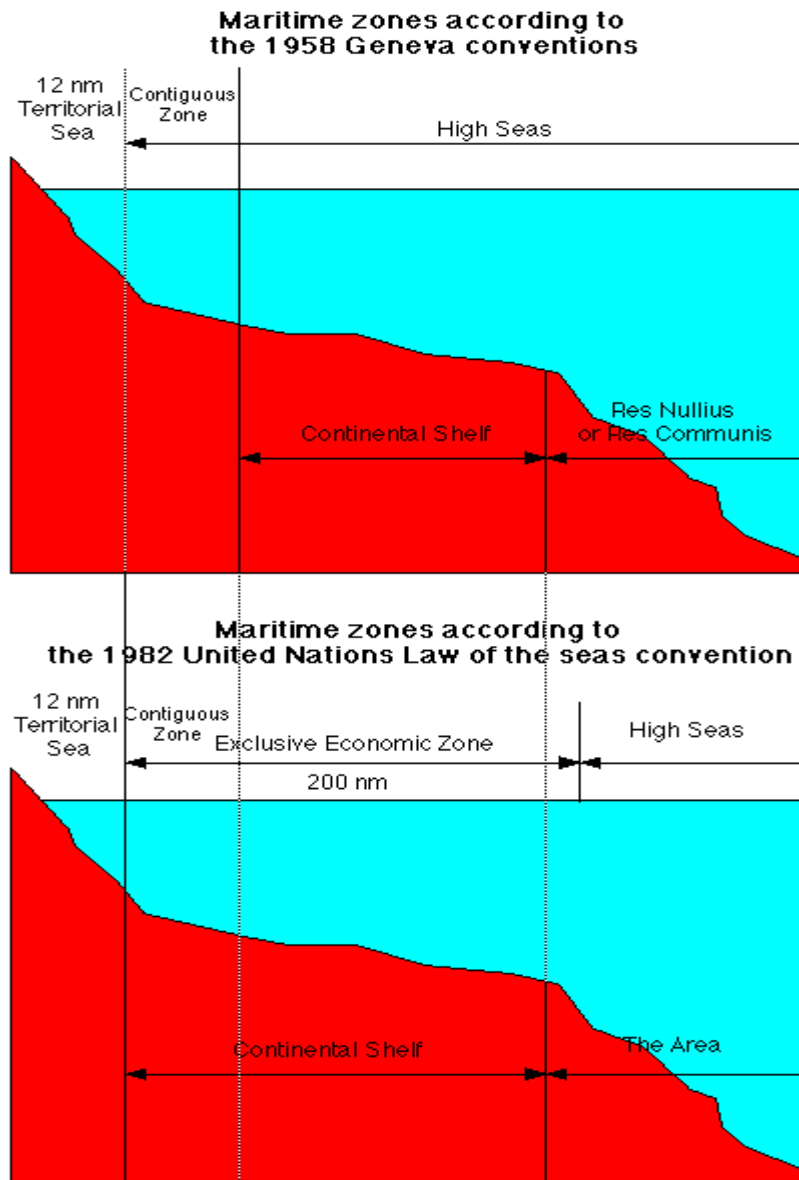 Maritime zones according to
the 1958 Geneva conventions
12 nm
Territorial
Sea
Contiguous
Zone
High Seas
Res Nullius
or Res Communis
Continental Shelf
Maritime zones according to
the 1982 United Nations Law of the seas convention
12 nm
Territorial
Sea
Contiguous
Zone
Exclusive Economic Zone
High Seas
200 nm
Continental Shelf
The Area